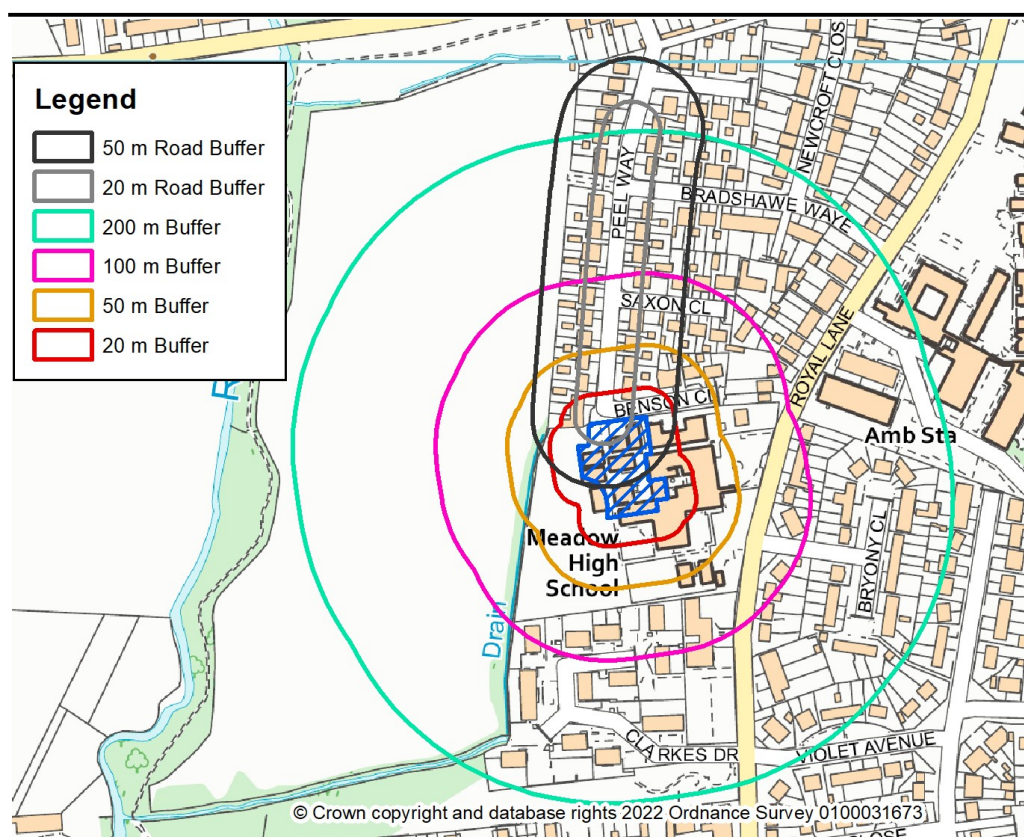 Legend
50 m Road Buffer
20 m Road Buffer
200 m Buffer
100 m Buffer
50 m Buffer
20 m Buffer
NEWCROFT CLOS
PEEL WAY
BRADSHAWE WAYE
SAXON CL
ROYAL LANE
BENSON CL
R
Amb Sta
Meadow
High
School
BRYONY CL
Drain
CLARKES DR
VIOLET AVENUE
© Crown copyright and database rights 2022 Ordnance Survey 0100031673